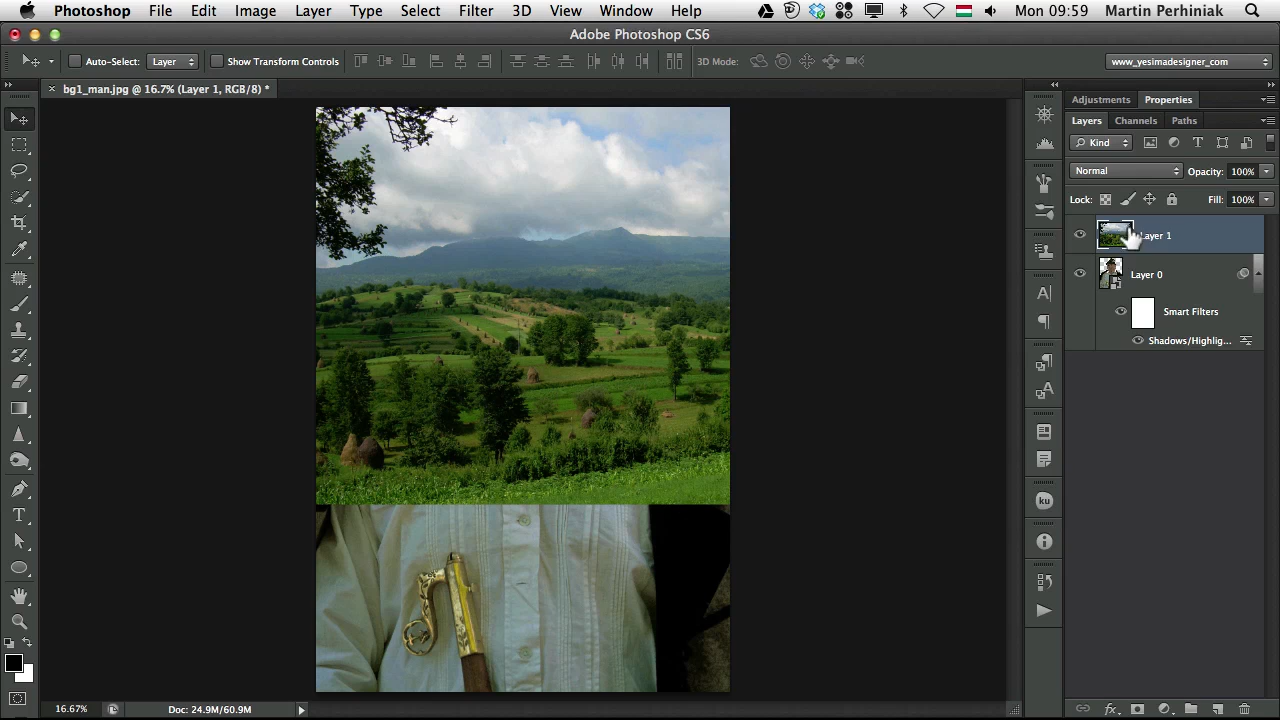 Photoshop File Edit Image Layer Type Select Filter 3D View Window Help Mon 09:59 Martin Perhiniak
Adobe Photoshop CS6
Auto-Select: Layer Show Transform Controls 3D Mode: www_yesimadesigner_com
× bg1_man.jpg @ 16.7% (Layer 1, RGB/8) *
Adjustments Properties
Layers Channels Paths
Kind
Normal Opacity: 100%
Lock: Fill: 100%
Layer 1
Layer 0
Smart Filters
Shadows/Highlig...
ku
16.67% Doc: 24.9M/60.9M